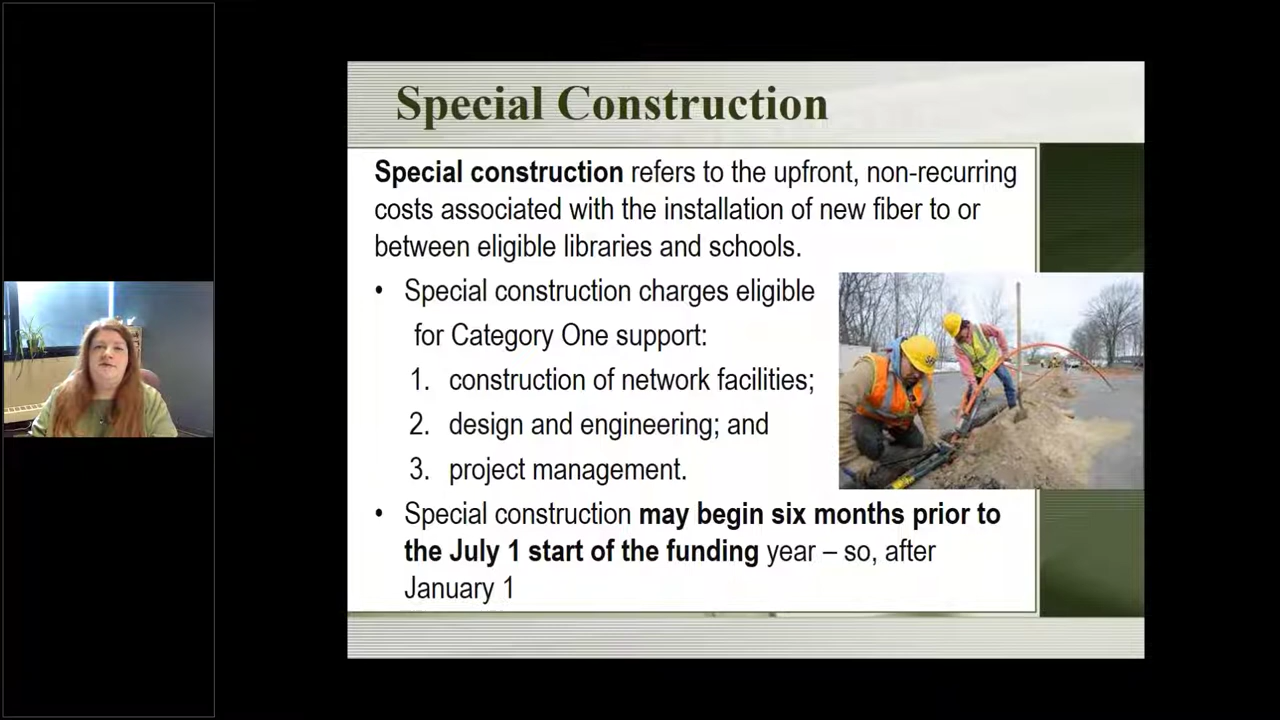 Special Construction
Special construction refers to the upfront, non-recurring
costs associated with the installation of new fiber to or
between eligible libraries and schools.
• Special construction charges eligible
for Category One support:
1. construction of network facilities;
2. design and engineering; and
3. project management.
• Special construction may begin six months prior to
the July 1 start of the funding year – so, after
January 1